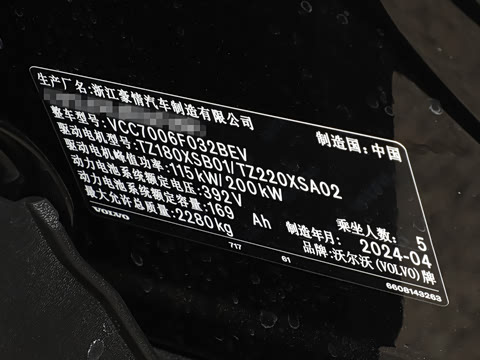 生产厂名:浙江豪情汽车制造有限公司
制造国:中国
整车型号:VCC7006F032BEV
驱动电机型号:TZ180XSB01/TZ220XSA02
驱动电机峰值功率:115kW/200kW
动力电池系统额定电压:392V
动力电池系统额定容量:169 Ah
乘坐人数:5
最大允许总质量:2280kg
制造年月:2024-04
VOLVO
品牌:沃尔沃(VOLVO)牌
717
61
6608143263